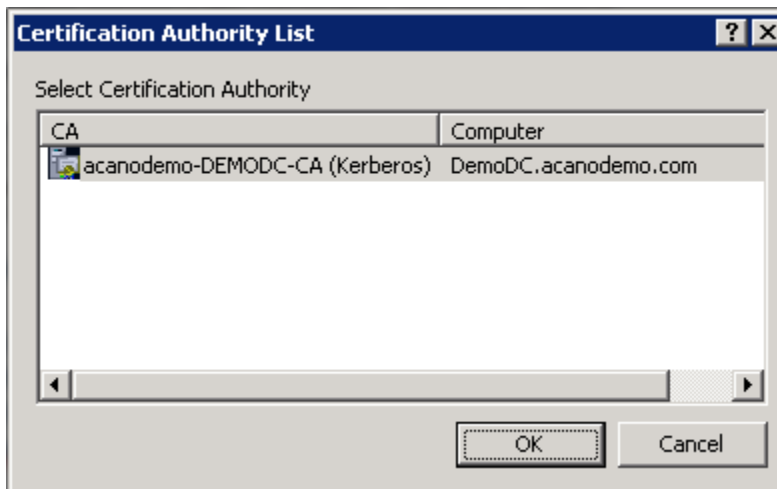 Certification Authority List
Select Certification Authority
CA Computer
acanodemo-DEMODC-CA (Kerberos) DemoDC.acanodemo.com
OK Cancel